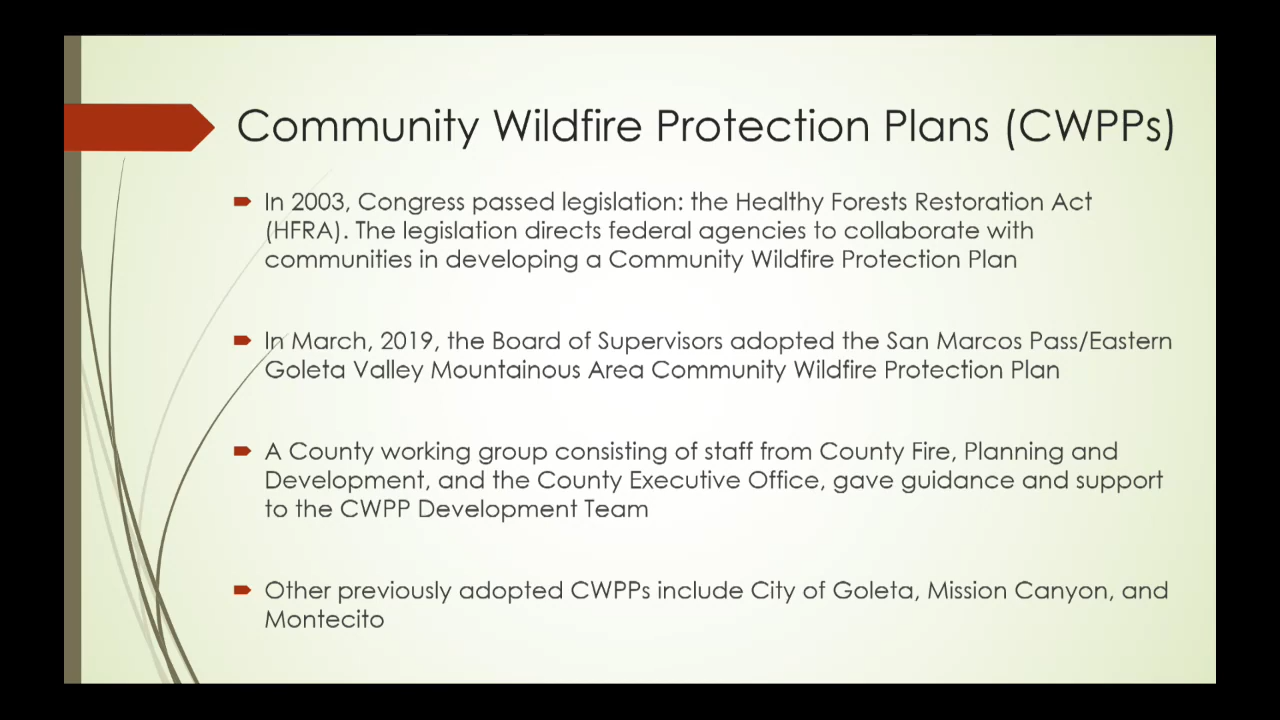 Community Wildfire Protection Plans (CWPPs)
In 2003, Congress passed legislation: the Healthy Forests Restoration Act
(HFRA). The legislation directs federal agencies to collaborate with
communities in developing a Community Wildfire Protection Plan
In March, 2019, the Board of Supervisors adopted the San Marcos Pass/Eastern
Goleta Valley Mountainous Area Community Wildfire Protection Plan
A County working group consisting of staff from County Fire, Planning and
Development, and the County Executive Office, gave guidance and support
to the CWPP Development Team
Other previously adopted CWPPs include City of Goleta, Mission Canyon, and
Montecito